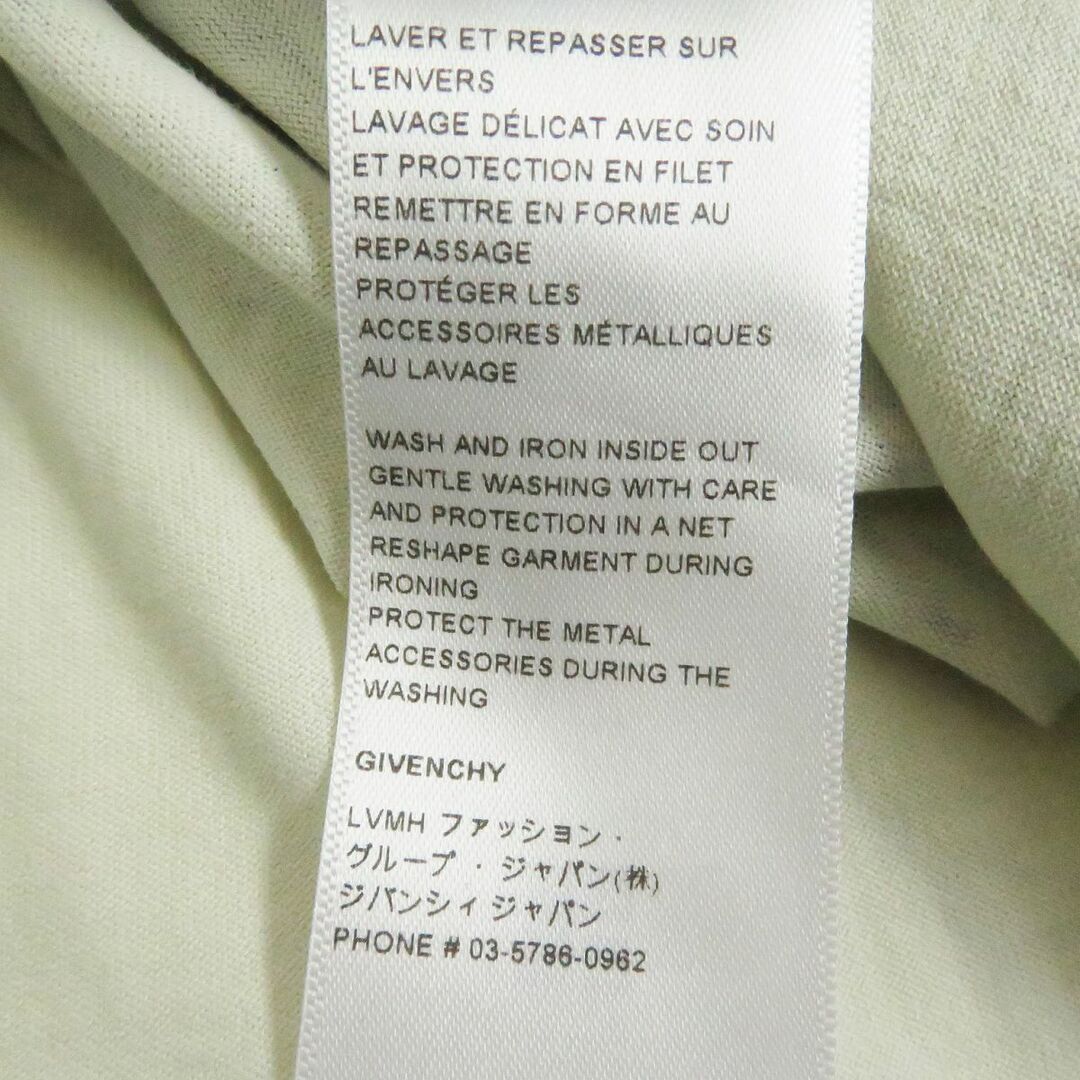 LAVER ET REPASSER SUR
L'ENVERS
LAVAGE DÉLICAT AVEC SOIN
ET PROTECTION EN FILET
REMETTRE EN FORME AU
REPASSAGE
PROTÉGER LES
ACCESSOIRES MÉTALLIQUES
AU LAVAGE
WASH AND IRON INSIDE OUT
GENTLE WASHING WITH CARE
AND PROTECTION IN A NET
RESHAPE GARMENT DURING
IRONING
PROTECT THE METAL
ACCESSORIES DURING THE
WASHING
GIVENCHY
LVMH ファッション・
グループ・ジャパン(株)
ジバンシィ ジャパン
PHONE # 03-5786-0962